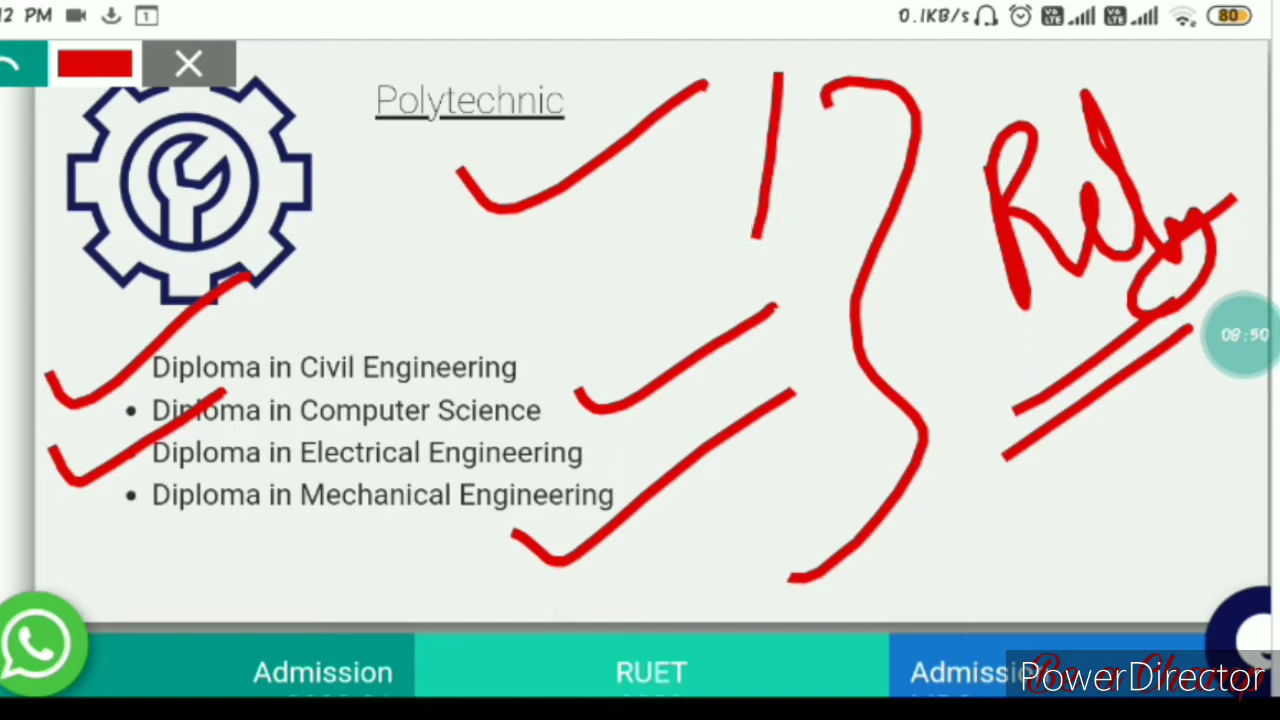 12 PM
1
0.1KB/s
80
Polytechnic
08:50
Diploma in Civil Engineering
Diploma in Computer Science
Diploma in Electrical Engineering
Diploma in Mechanical Engineering
Admission
RUET
PowerDirector